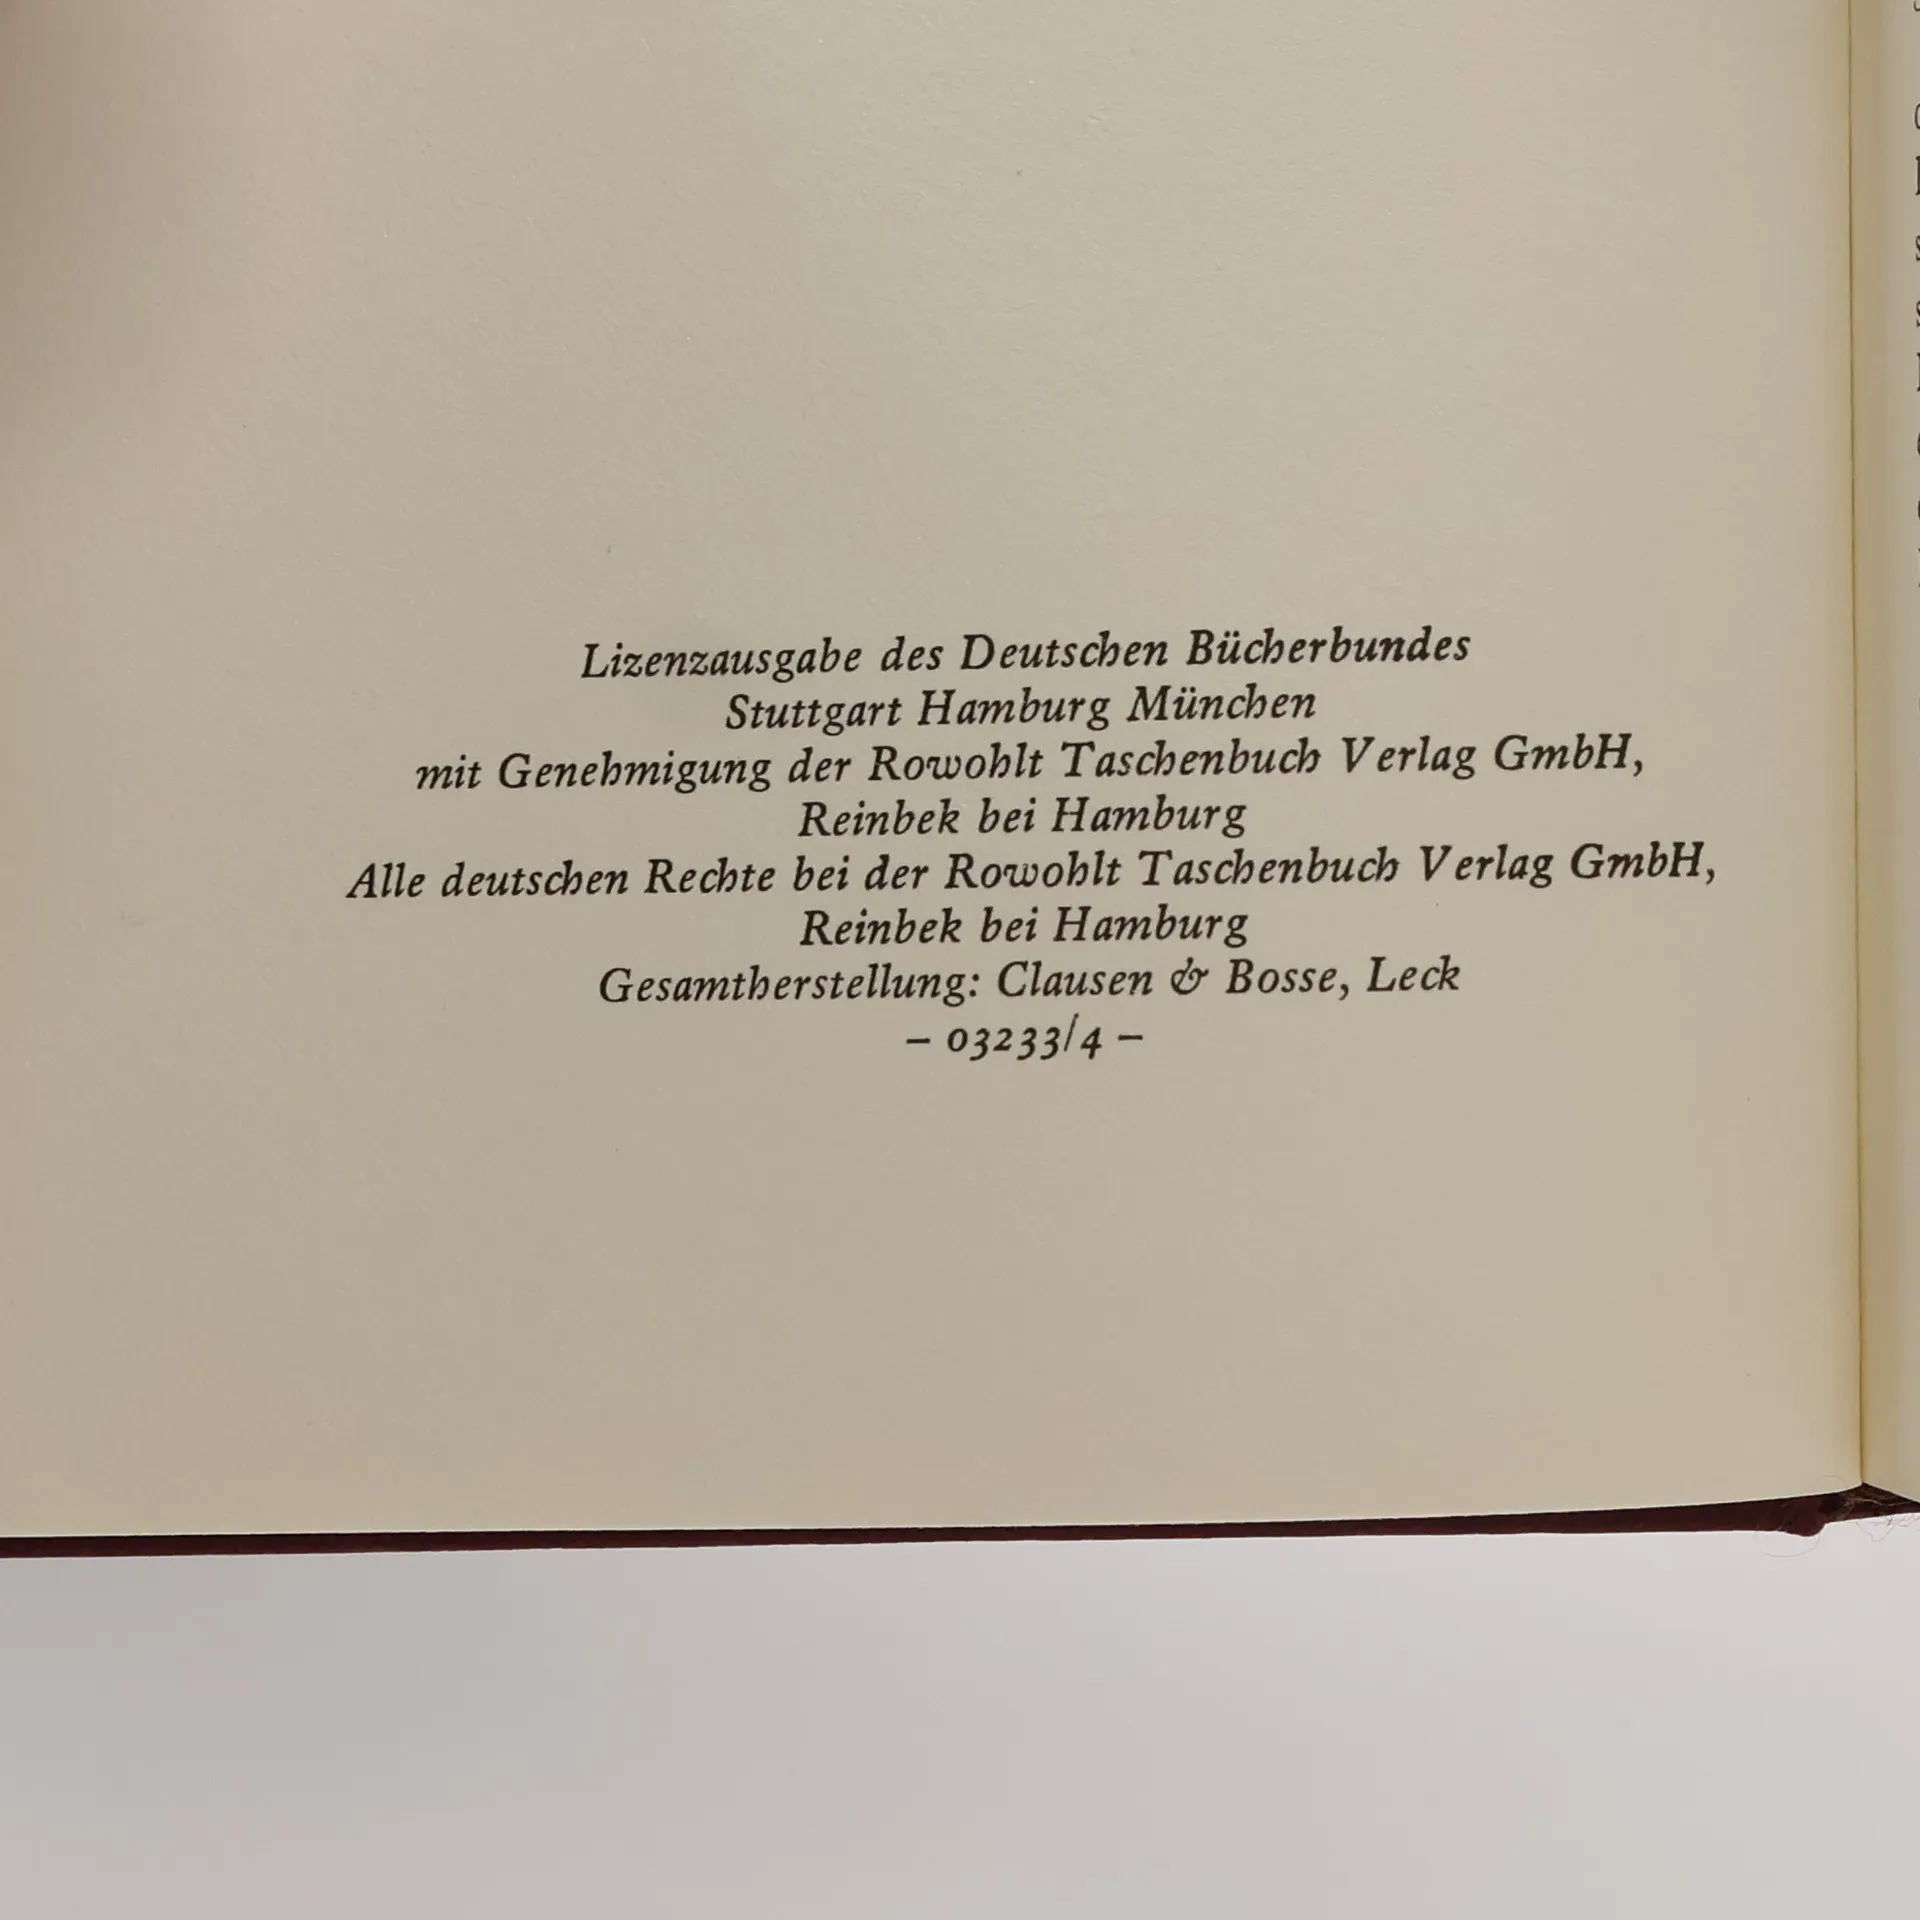 Lizenzausgabe des Deutschen Bücherbundes
Stuttgart Hamburg München
mit Genehmigung der Rowohlt Taschenbuch Verlag GmbH,
Reinbek bei Hamburg
Alle deutschen Rechte bei der Rowohlt Taschenbuch Verlag GmbH,
Reinbek bei Hamburg
Gesamtherstellung: Clausen & Bosse, Leck
– 03233/4 –